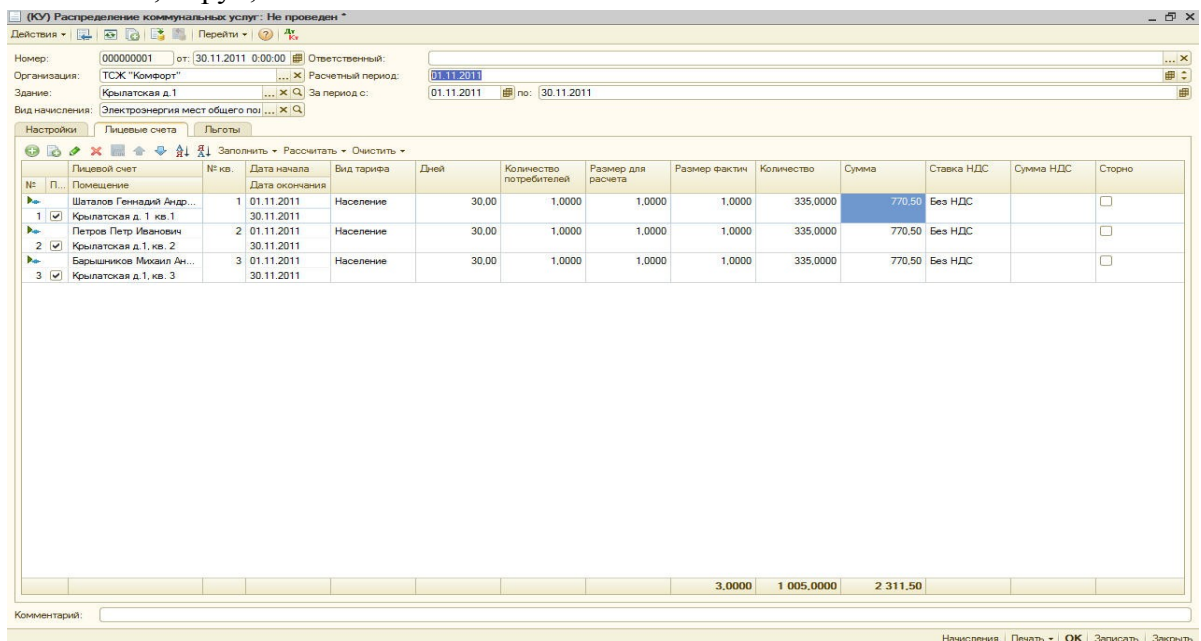 (КУ) Распределение коммунальных услуг: Не проведен *
Действия Перейти
Номер: 000000001 от: 30.11.2011 0:00:00 Ответственный:
Организация: ТСЖ "Комфорт" Расчетный период: 01.11.2011
Здание: Крылатская д.1 За период с: 01.11.2011 по: 30.11.2011
Вид начисления: Электроэнергия мест общего пол
Настройки Лицевые счета Льготы
Заполнить Рассчитать Очистить
Лицевой счет № кв. Дата начала Вид тарифа Дней Количество потребителей Размер для расчета Размер фактич Количество Сумма Ставка НДС Сумма НДС Сторно
№ П... Помещение Дата окончания
Шаталов Геннадий Андр... 1 01.11.2011 Население 30,00 1,0000 1,0000 1,0000 335,0000 770,50 Без НДС
1 Крылатская д. 1 кв.1 30.11.2011
Петров Петр Иванович 2 01.11.2011 Население 30,00 1,0000 1,0000 1,0000 335,0000 770,50 Без НДС
2 Крылатская д.1, кв. 2 30.11.2011
Барышников Михаил Ан... 3 01.11.2011 Население 30,00 1,0000 1,0000 1,0000 335,0000 770,50 Без НДС
3 Крылатская д.1, кв. 3 30.11.2011
3,0000 1 005,0000 2 311,50
Комментарий:
Начисления Печать OK Записать Закрыть